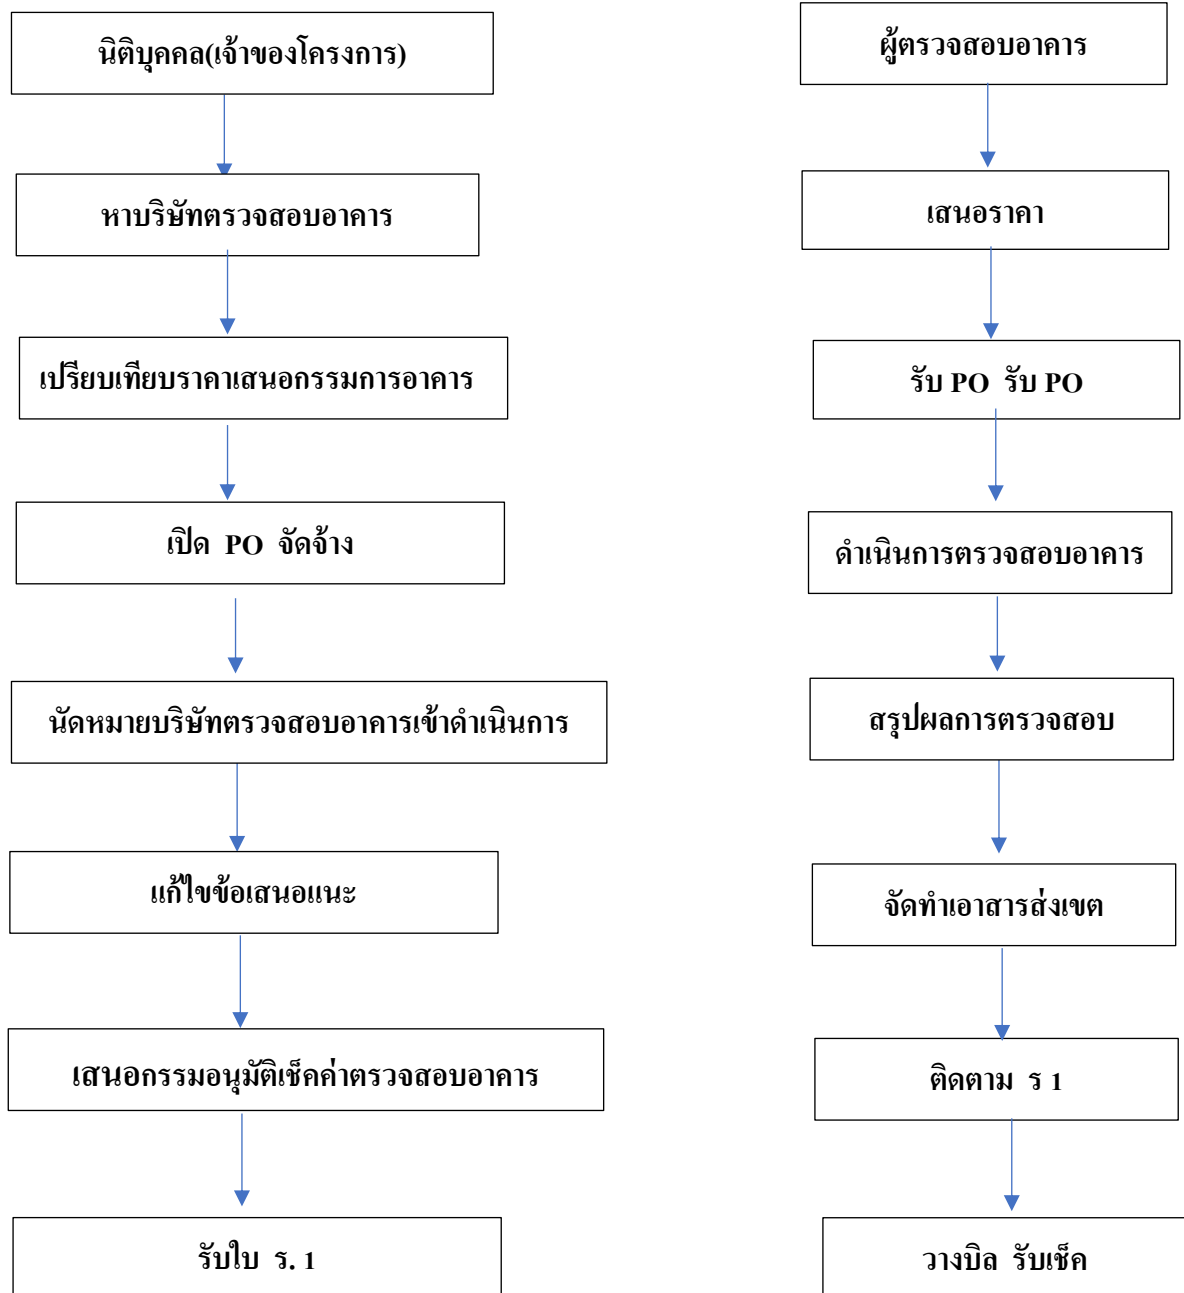 นิติบุคคล(เจ้าของโครงการ)
หาบริษัทตรวจสอบอาคาร
เปรียบเทียบราคาเสนอกรรมการอาคาร
เปิด PO จัดจ้าง
นัดหมายบริษัทตรวจสอบอาคารเข้าดำเนินการ
แก้ไขข้อเสนอแนะ
เสนอกรรมอนุมัติเช็คค่าตรวจสอบอาคาร
รับใบ ร. 1
ผู้ตรวจสอบอาคาร
เสนอราคา
รับ PO รับ PO
ดำเนินการตรวจสอบอาคาร
สรุปผลการตรวจสอบ
จัดทำเอาสารส่งเขต
ติดตาม ร 1
วางบิล รับเช็ค